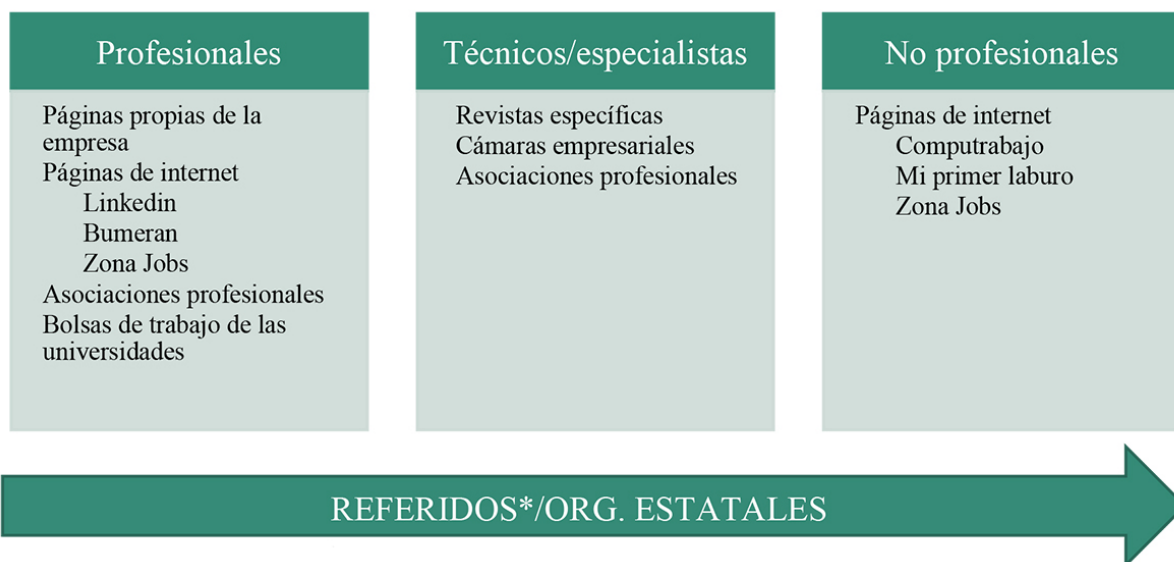 Profesionales
Páginas propias de la
empresa
Páginas de internet
Linkedin
Bumeran
Zona Jobs
Asociaciones profesionales
Bolsas de trabajo de las
universidades
Técnicos/especialistas
Revistas específicas
Cámaras empresariales
Asociaciones profesionales
No profesionales
Páginas de internet
Computrabajo
Mi primer laburo
Zona Jobs
REFERIDOS*/ORG. ESTATALES